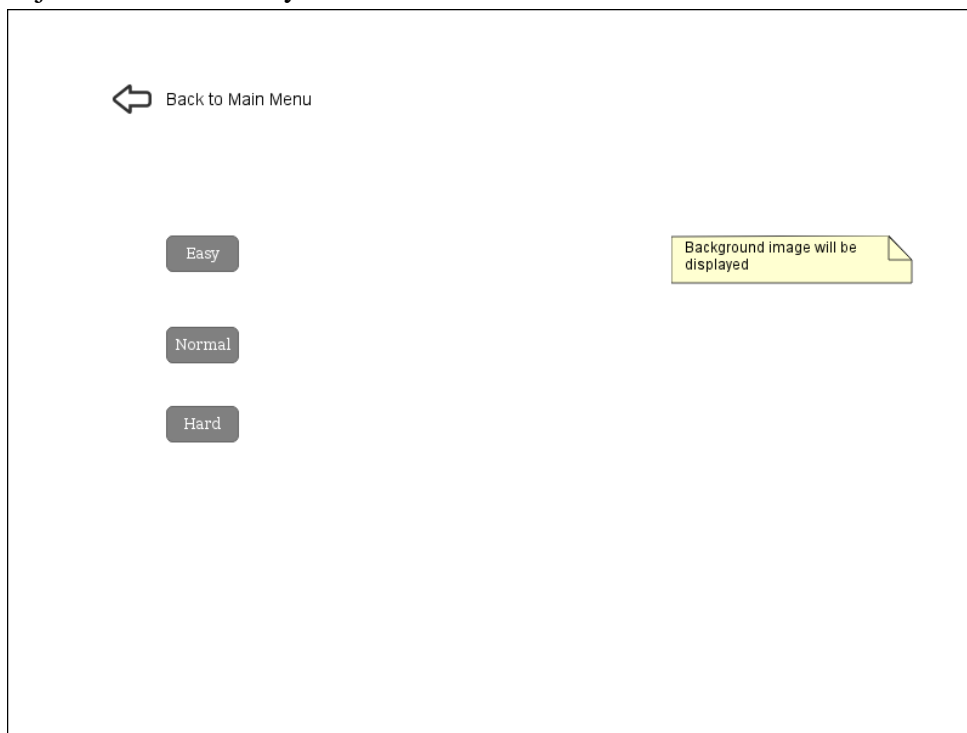 Back to Main Menu
Easy
Background image will be
displayed
Normal
Hard